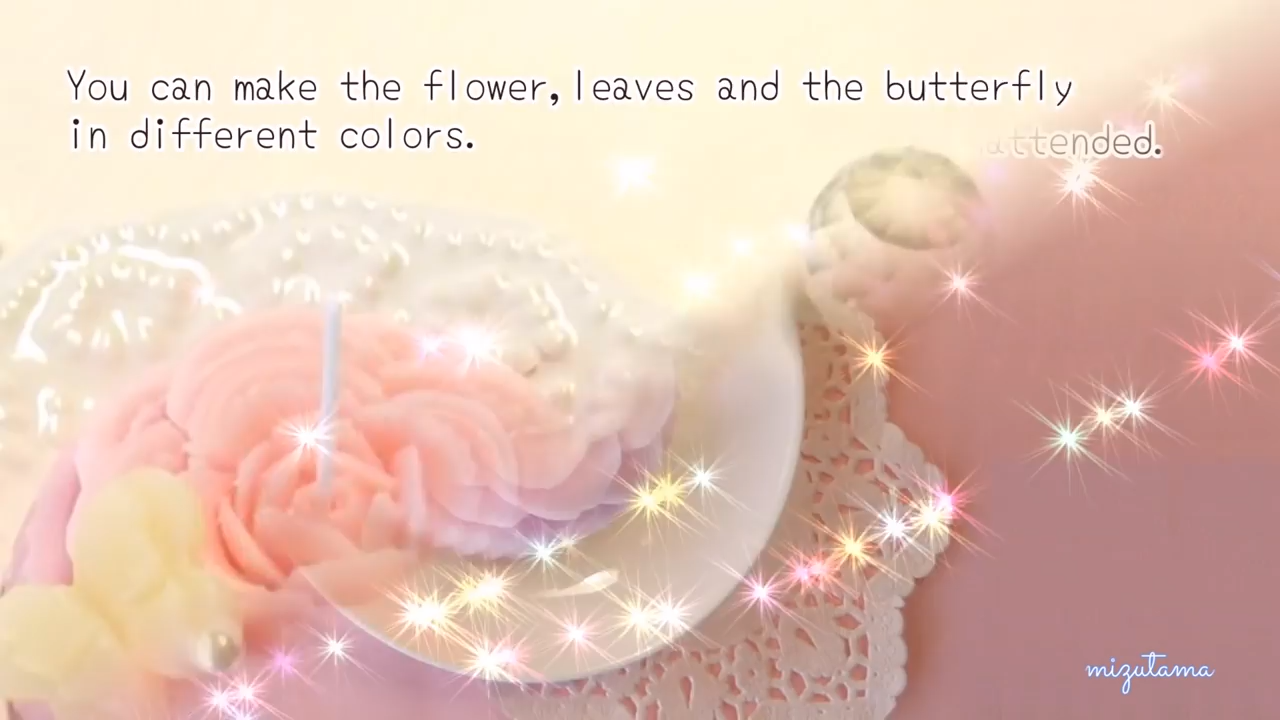 You can make the flower,leaves and the butterfly
in different colors.
attended.
mizutama